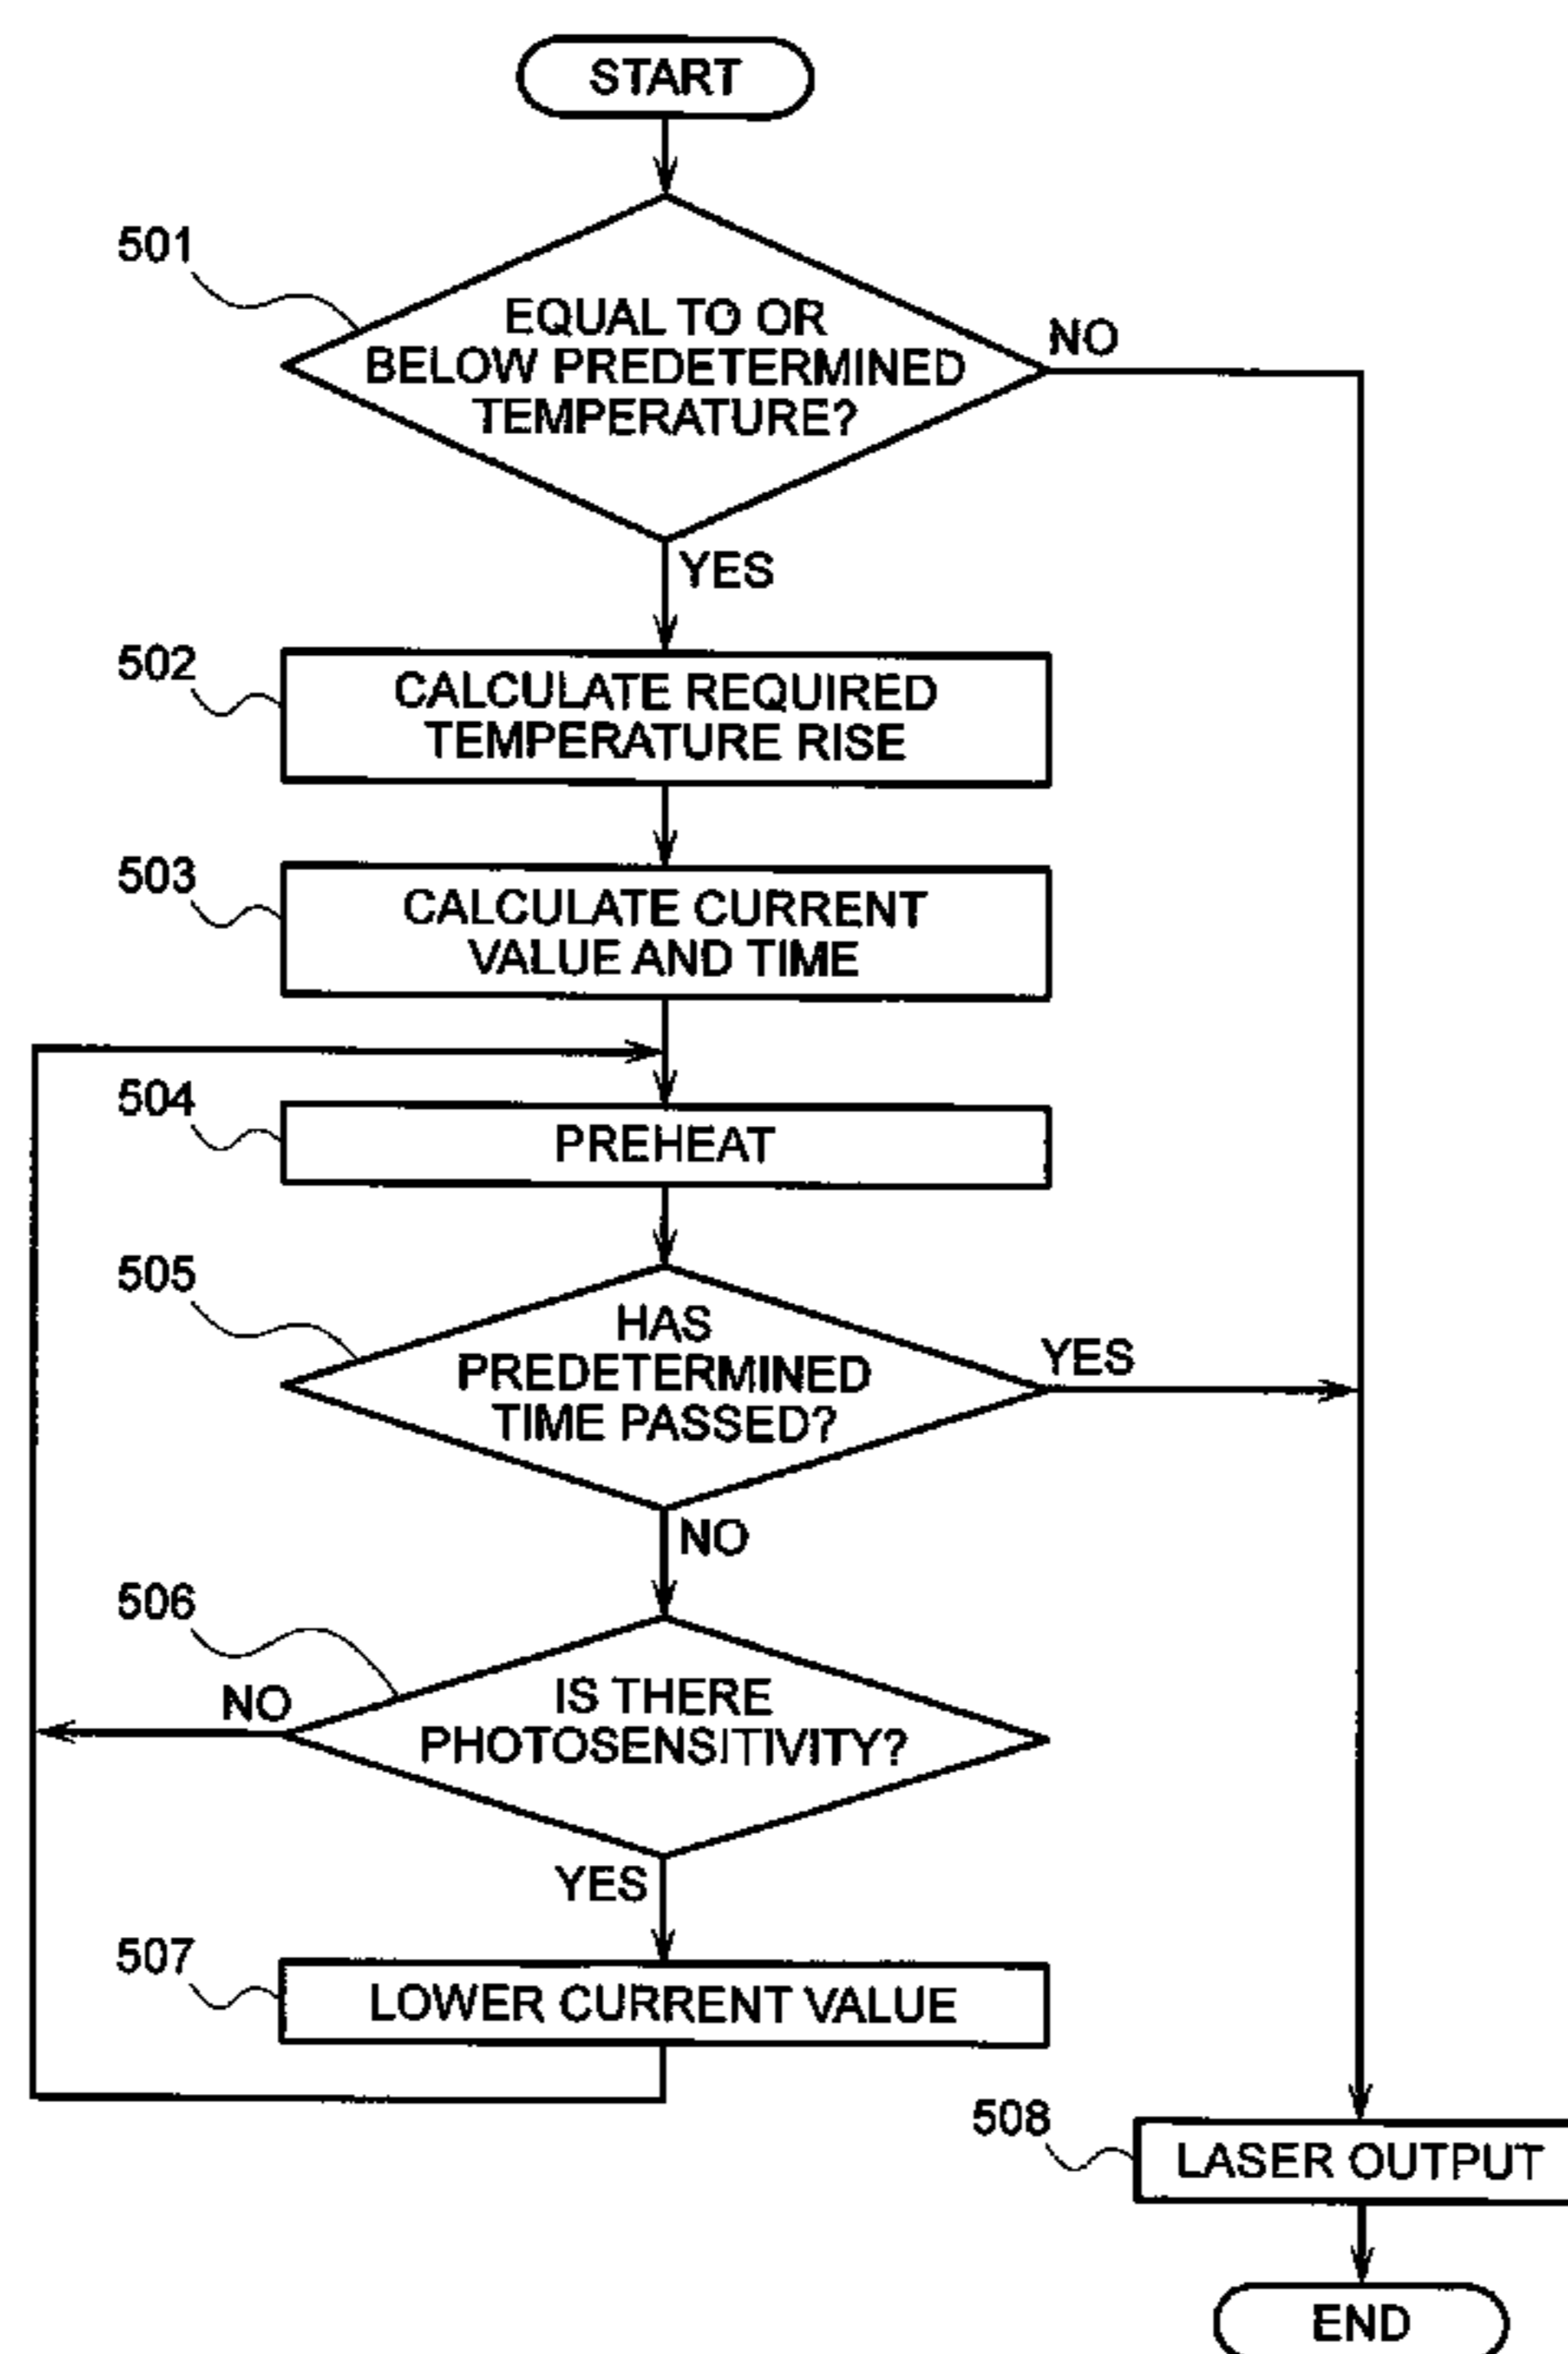 START
501
EQUAL TO OR
BELOW PREDETERMINED
TEMPERATURE?
NO
YES
502
CALCULATE REQUIRED
TEMPERATURE RISE
503
CALCULATE CURRENT
VALUE AND TIME
504
PREHEAT
505
HAS
PREDETERMINED
TIME PASSED?
YES
NO
506
IS THERE
PHOTOSENSITIVITY?
NO
YES
507
LOWER CURRENT VALUE
508
LASER OUTPUT
END